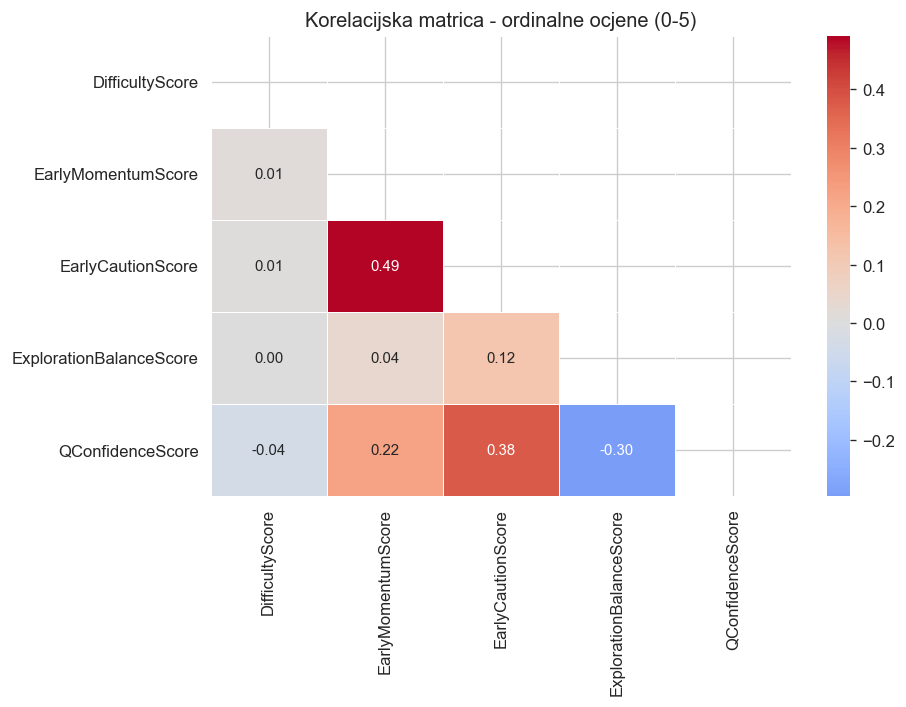 Korelacijska matrica - ordinalne ocjene (0-5)
DifficultyScore
EarlyMomentumScore
0.01
EarlyCautionScore
0.01 0.49
ExplorationBalanceScore
0.00 0.04 0.12
QConfidenceScore
-0.04 0.22 0.38 -0.30
DifficultyScore
EarlyMomentumScore
EarlyCautionScore
ExplorationBalanceScore
QConfidenceScore
0.4
0.3
0.2
0.1
0.0
−0.1
−0.2